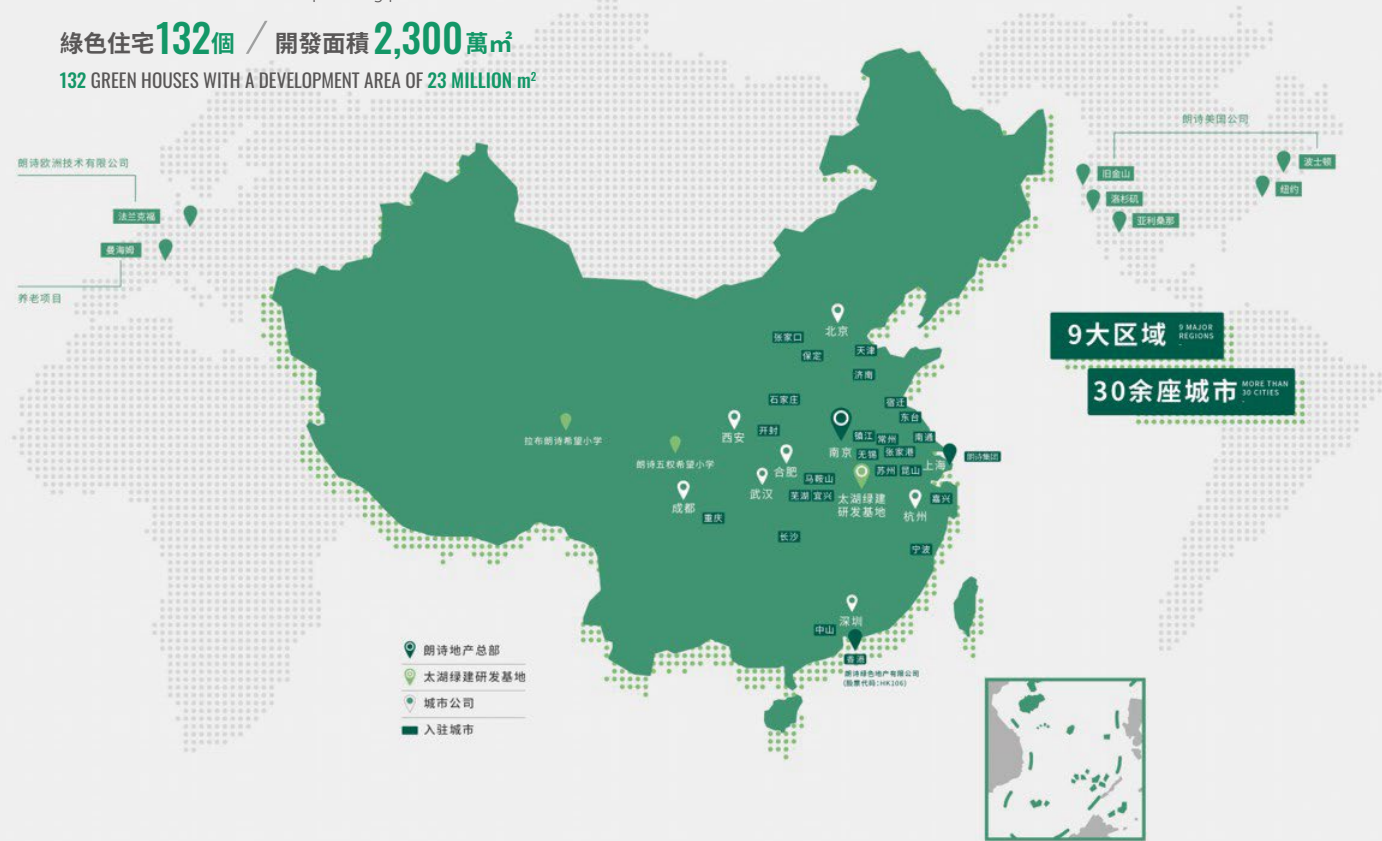 綠色住宅132個 / 開發面積2,300萬㎡
132 GREEN HOUSES WITH A DEVELOPMENT AREA OF 23 MILLION m²
朗诗美国公司
波士顿
旧金山
纽约
洛杉矶
亚利桑那
朗诗欧洲技术有限公司
法兰克福
曼海姆
养老项目
9大区域 9 MAJOR REGIONS
30余座城市 MORE THAN 30 CITIES
北京
张家口
保定
天津
济南
石家庄
宿迁
东台
西安
开封
南京
镇江
常州
南通
拉布朗诗希望小学
朗诗五权希望小学
合肥
无锡
张家港
上海
朗诗集团
武汉
马鞍山
苏州
昆山
成都
芜湖
宜兴
太湖绿建
研发基地
杭州
嘉兴
重庆
长沙
宁波
深圳
中山
香港
朗诗绿色地产有限公司
(股票代码:HK106)
朗诗地产总部
太湖绿建研发基地
城市公司
入驻城市